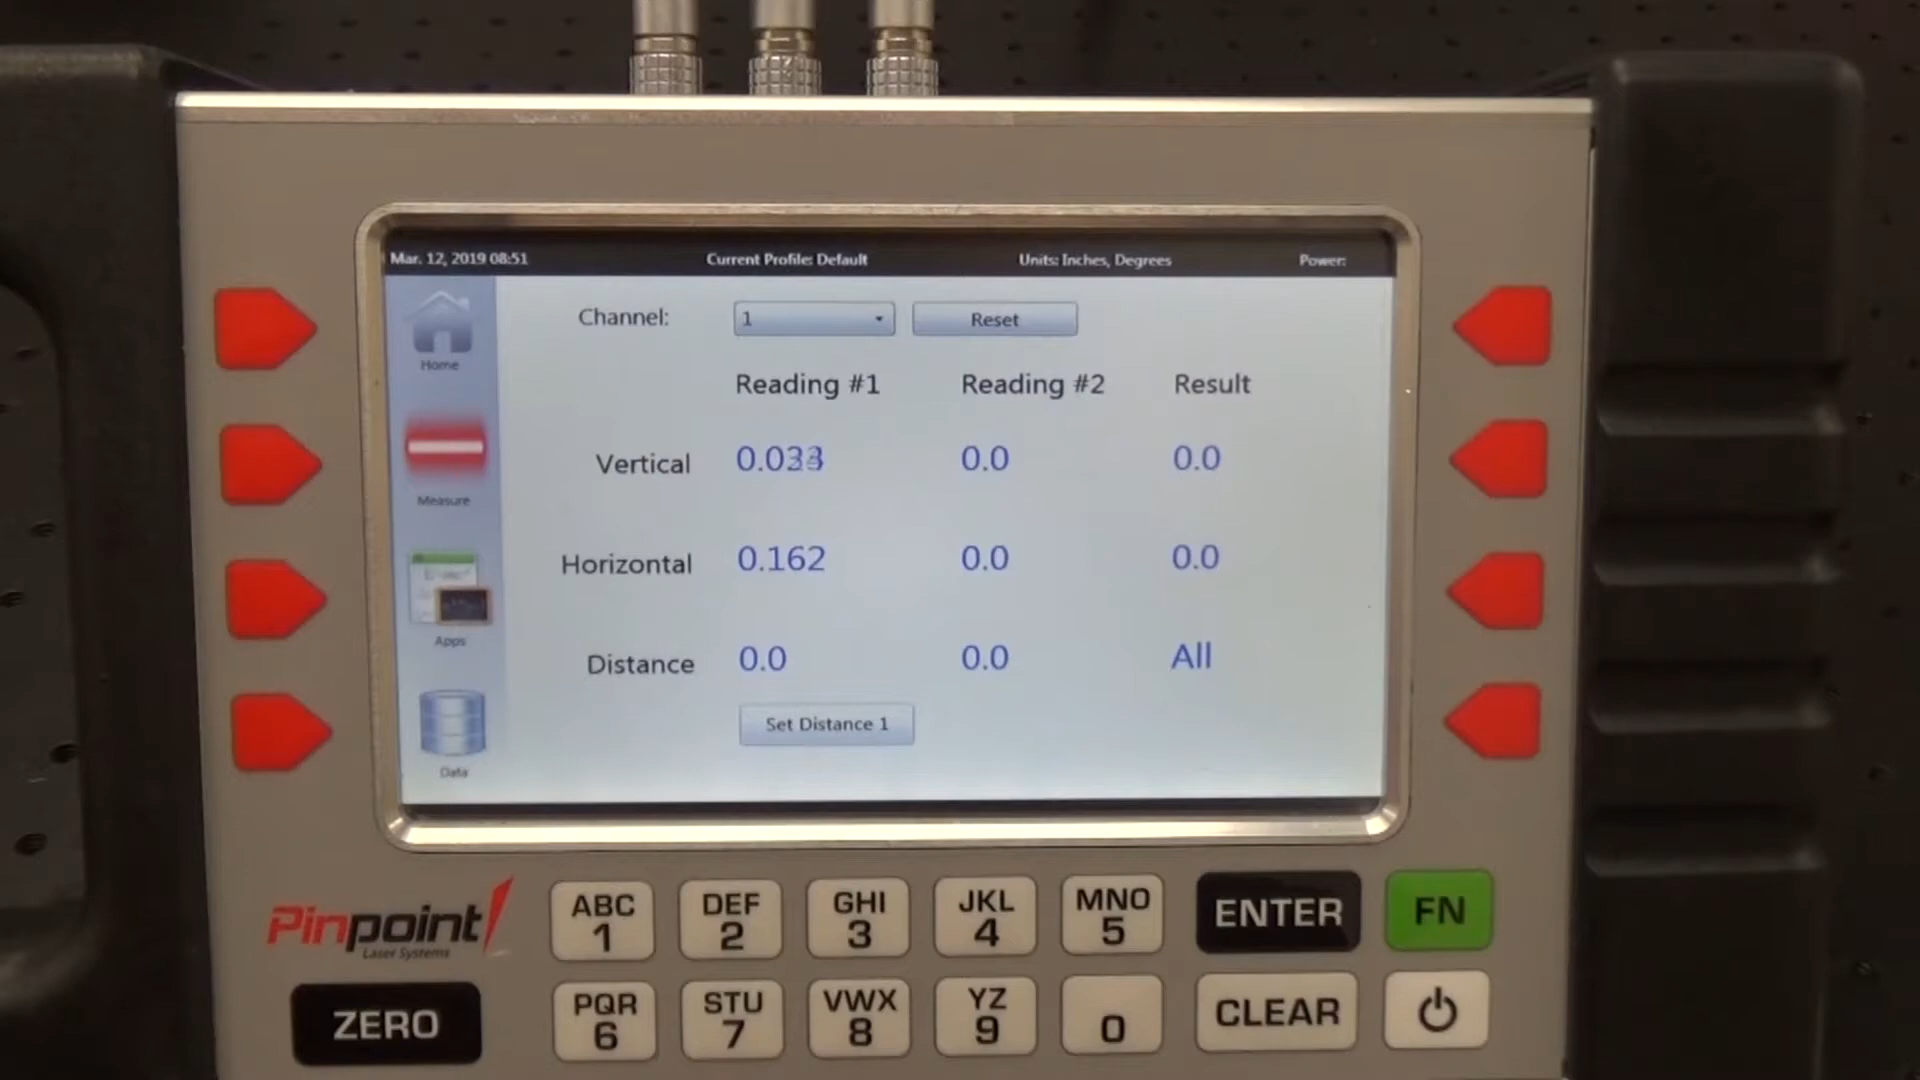 Mar. 12, 2019 08:51 Current Profile: Default Units: Inches, Degrees Power:
Home
Measure
Apps
Data
Channel: 1 Reset
Reading #1 Reading #2 Result
Vertical 0.0 0.0
Horizontal 0.162 0.0 0.0
Distance 0.0 0.0 All
Set Distance 1
Pinpoint!
Laser Systems
ABC DEF GHI JKL MNO
1 2 3 4 5
ENTER FN
ZERO
PQR STU VWX YZ
6 7 8 9 0
CLEAR